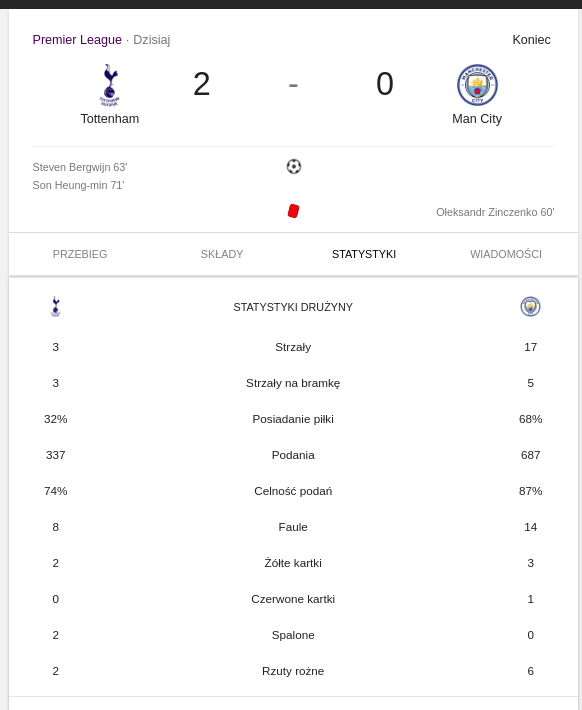 Premier League · Dzisiaj Koniec
2 - 0
Tottenham Man City
Steven Bergwijn 63'
Son Heung-min 71'
Ołeksandr Zinczenko 60'
PRZEBIEG SKŁADY STATYSTYKI WIADOMOŚCI
STATYSTYKI DRUŻYNY
3 Strzały 17
3 Strzały na bramkę 5
32% Posiadanie piłki 68%
337 Podania 687
74% Celność podań 87%
8 Faule 14
2 Żółte kartki 3
0 Czerwone kartki 1
2 Spalone 0
2 Rzuty rożne 6